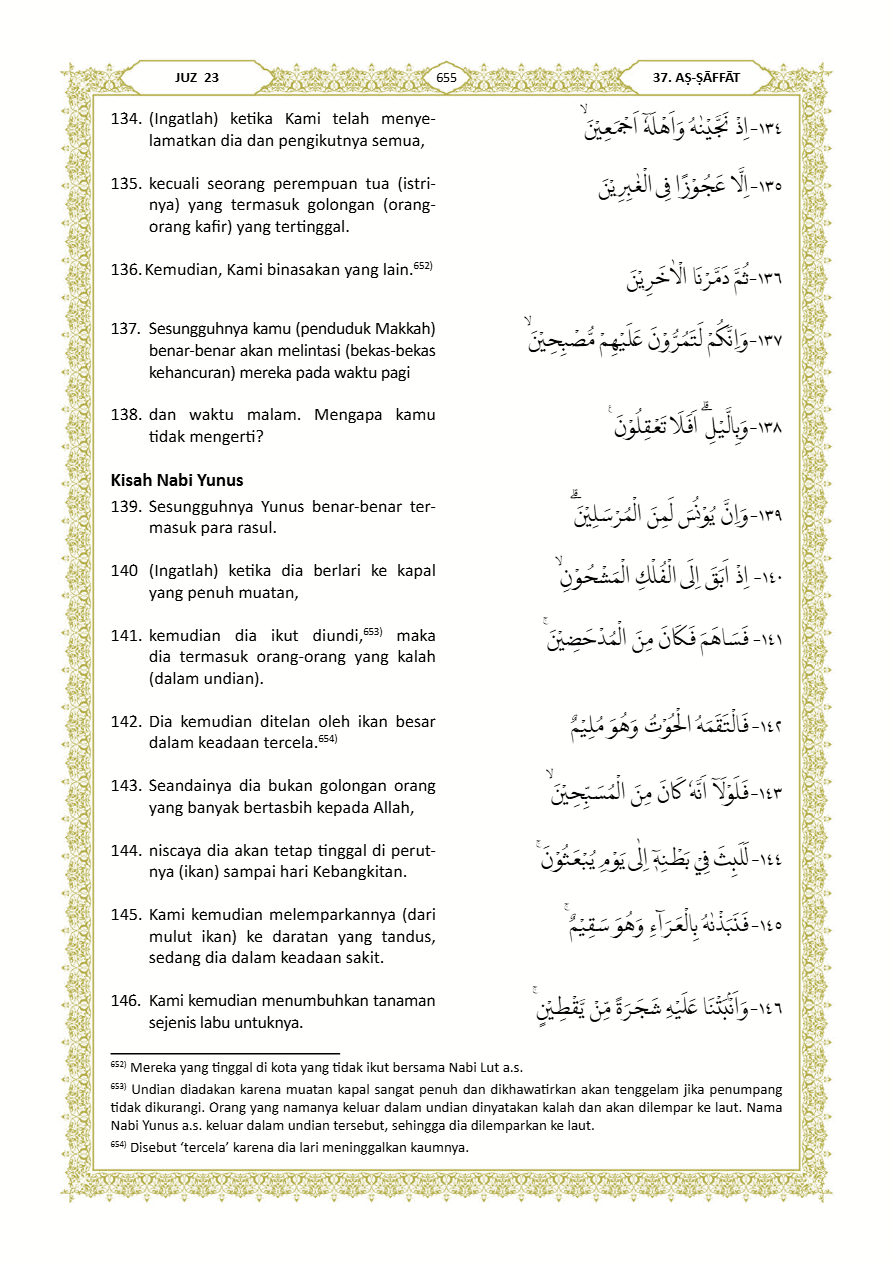 JUZ 23
655
37. AṢ-ṢĀFFĀT
134. (Ingatlah) ketika Kami telah menye-
lamatkan dia dan pengikutnya semua,
١٣٤- اِذْ نَجَّيْنٰهُ وَاَهْلَهٗٓ اَجْمَعِيْنَۙ
135. kecuali seorang perempuan tua (istri-
nya) yang termasuk golongan (orang-
orang kafir) yang tertinggal.
١٣٥- اِلَّا عَجُوْزًا فِى الْغٰبِرِيْنَ
136. Kemudian, Kami binasakan yang lain.652)
١٣٦- ثُمَّ دَمَّرْنَا الْاٰخَرِيْنَ
137. Sesungguhnya kamu (penduduk Makkah)
benar-benar akan melintasi (bekas-bekas
kehancuran) mereka pada waktu pagi
١٣٧- وَاِنَّكُمْ لَتَمُرُّوْنَ عَلَيْهِمْ مُّصْبِحِيْنَۙ
138. dan waktu malam. Mengapa kamu
tidak mengerti?
١٣٨- وَبِالَّيْلِۗ اَفَلَا تَعْقِلُوْنَ ࣖ
Kisah Nabi Yunus
139. Sesungguhnya Yunus benar-benar ter-
masuk para rasul.
١٣٩- وَاِنَّ يُوْنُسَ لَمِنَ الْمُرْسَلِيْنَۗ
140 (Ingatlah) ketika dia berlari ke kapal
yang penuh muatan,
١٤٠- اِذْ اَبَقَ اِلَى الْفُلْكِ الْمَشْحُوْنِۙ
141. kemudian dia ikut diundi,653) maka
dia termasuk orang-orang yang kalah
(dalam undian).
١٤١- فَسَاهَمَ فَكَانَ مِنَ الْمُدْحَضِيْنَۚ
142. Dia kemudian ditelan oleh ikan besar
dalam keadaan tercela.654)
١٤٢- فَالْتَقَمَهُ الْحُوْتُ وَهُوَ مُلِيْمٌ
143. Seandainya dia bukan golongan orang
yang banyak bertasbih kepada Allah,
١٤٣- فَلَوْلَآ اَنَّهٗ كَانَ مِنَ الْمُسَبِّحِيْنَۙ
144. niscaya dia akan tetap tinggal di perut-
nya (ikan) sampai hari Kebangkitan.
١٤٤- لَلَبِثَ فِيْ بَطْنِهٖٓ اِلٰى يَوْمِ يُبْعَثُوْنَۚ
145. Kami kemudian melemparkannya (dari
mulut ikan) ke daratan yang tandus,
sedang dia dalam keadaan sakit.
١٤٥- فَنَبَذْنٰهُ بِالْعَرَاۤءِ وَهُوَ سَقِيْمٌۚ
146. Kami kemudian menumbuhkan tanaman
sejenis labu untuknya.
١٤٦- وَاَنْۢبَتْنَا عَلَيْهِ شَجَرَةً مِّنْ يَّقْطِيْنٍۚ
652) Mereka yang tinggal di kota yang tidak ikut bersama Nabi Lut a.s.
653) Undian diadakan karena muatan kapal sangat penuh dan dikhawatirkan akan tenggelam jika penumpang
tidak dikurangi. Orang yang namanya keluar dalam undian dinyatakan kalah dan akan dilempar ke laut. Nama
Nabi Yunus a.s. keluar dalam undian tersebut, sehingga dia dilemparkan ke laut.
654) Disebut ‘tercela’ karena dia lari meninggalkan kaumnya.